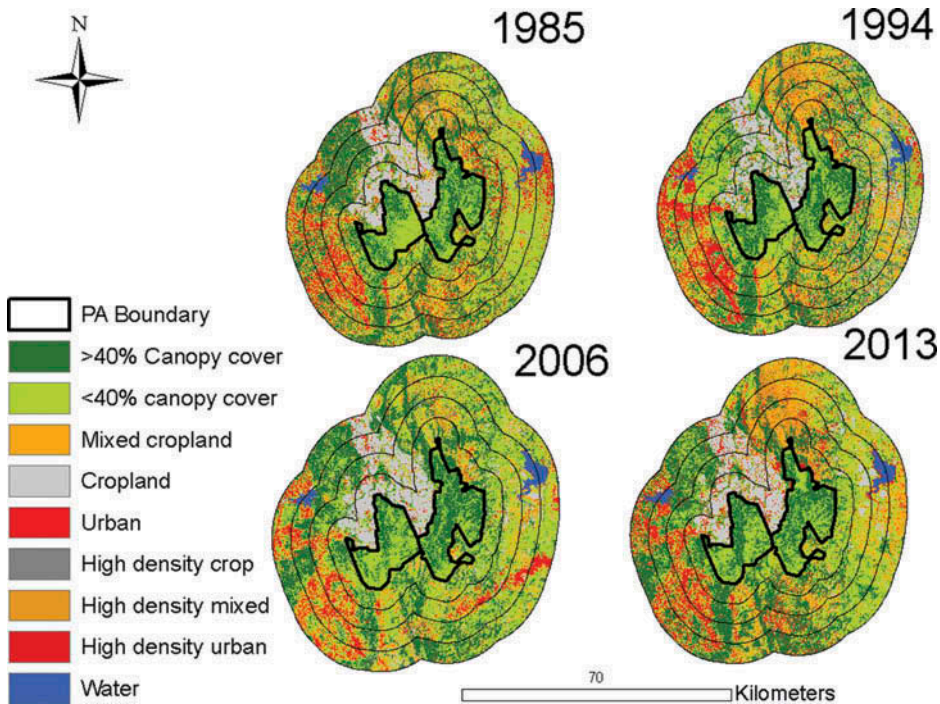 N
1985
1994
2006
2013
PA Boundary
>40% Canopy cover
<40% canopy cover
Mixed cropland
Cropland
Urban
High density crop
High density mixed
High density urban
Water
70
Kilometers